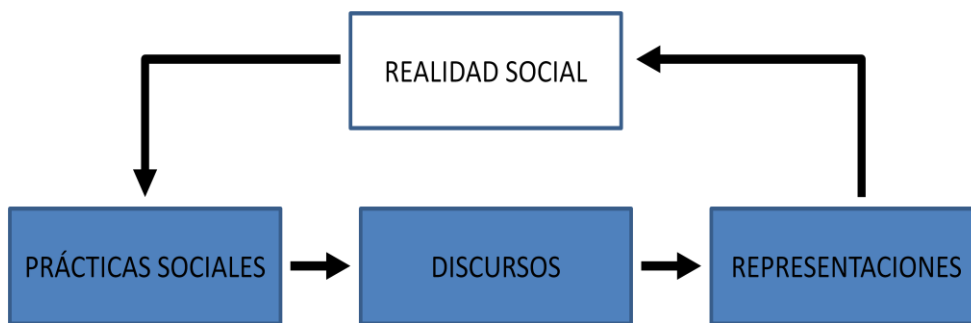 REALIDAD SOCIAL
PRÁCTICAS SOCIALES
DISCURSOS
REPRESENTACIONES